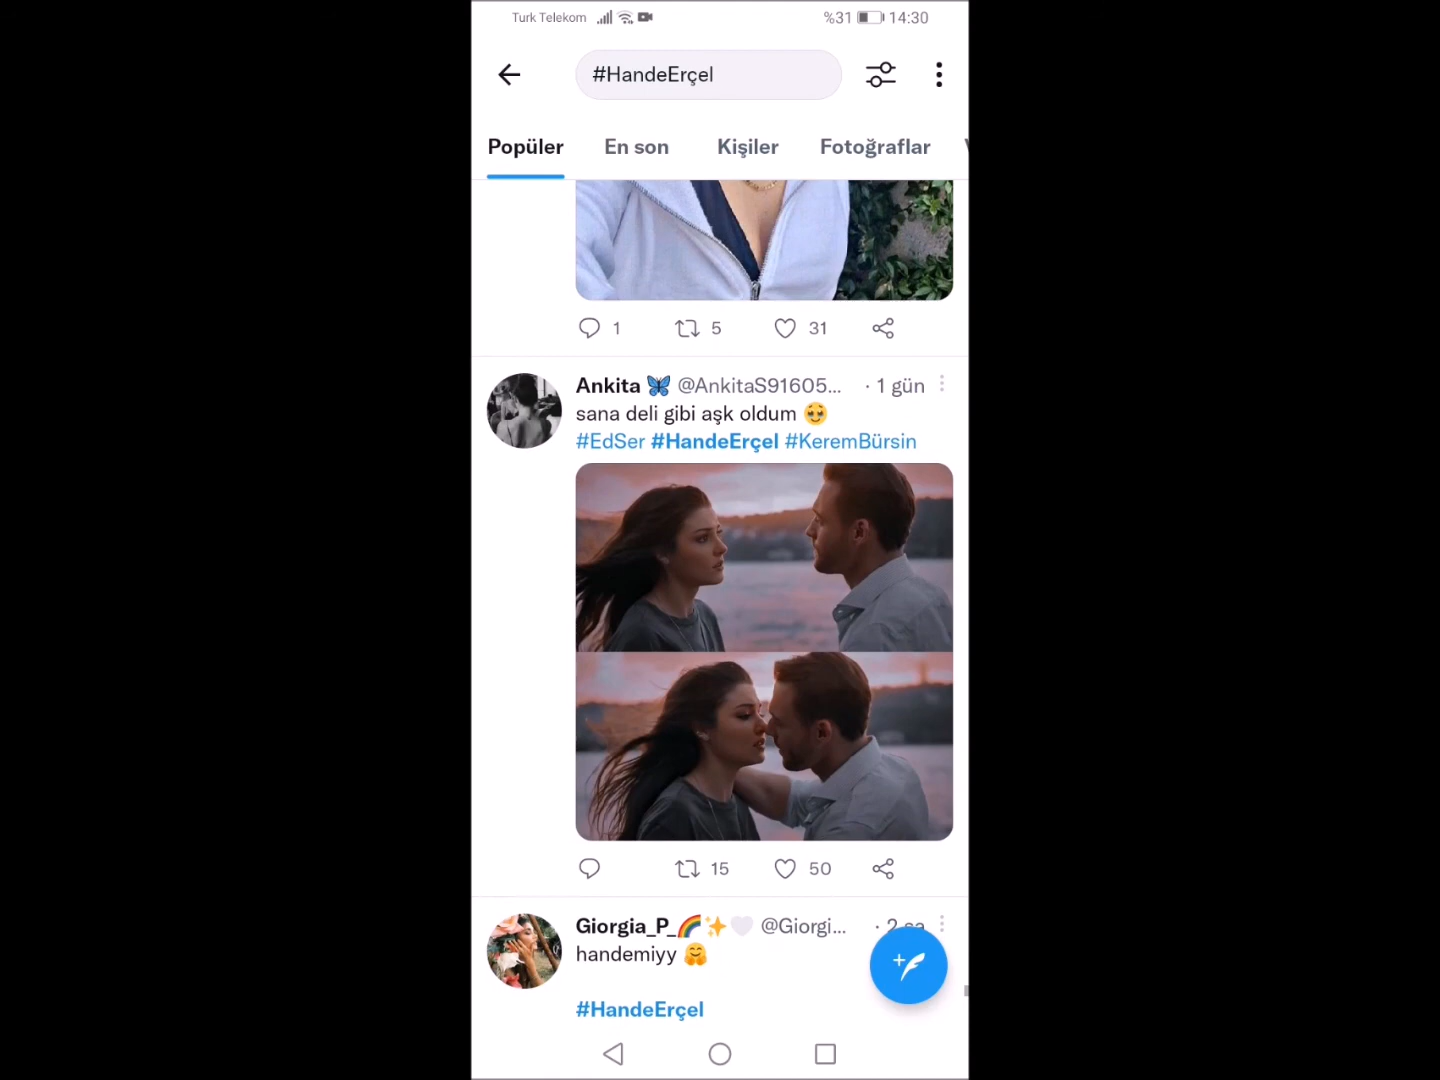 Turk Telekom
%31 14:30
#HandeErçel
Popüler En son Kişiler Fotoğraflar
1 5 31
Ankita @AnkitaS91605... · 1 gün
sana deli gibi aşk oldum
#EdSer #HandeErçel #KeremBürsin
15 50
Giorgia_P_ @Giorgi... · 2
handemiyy
#HandeErçel